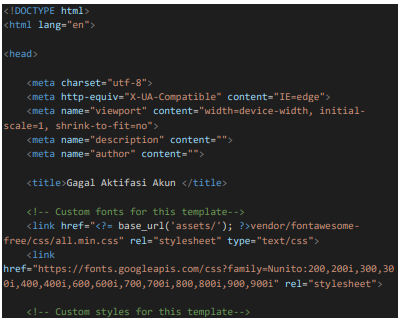 <!DOCTYPE html>
<html lang="en">
<head>
<meta charset="utf-8">
<meta http-equiv="X-UA-Compatible" content="IE=edge">
<meta name="viewport" content="width=device-width, initial-
scale=1, shrink-to-fit=no">
<meta name="description" content="">
<meta name="author" content="">
<title>Gagal Aktifasi Akun </title>
<!-- Custom fonts for this template-->
<link href="<?= base_url('assets/'); ?>vendor/fontawesome-
free/css/all.min.css" rel="stylesheet" type="text/css">
<link
href="https://fonts.googleapis.com/css?family=Nunito:200,200i,300,30
0i,400,400i,600,600i,700,700i,800,800i,900,900i" rel="stylesheet">
<!-- Custom styles for this template-->